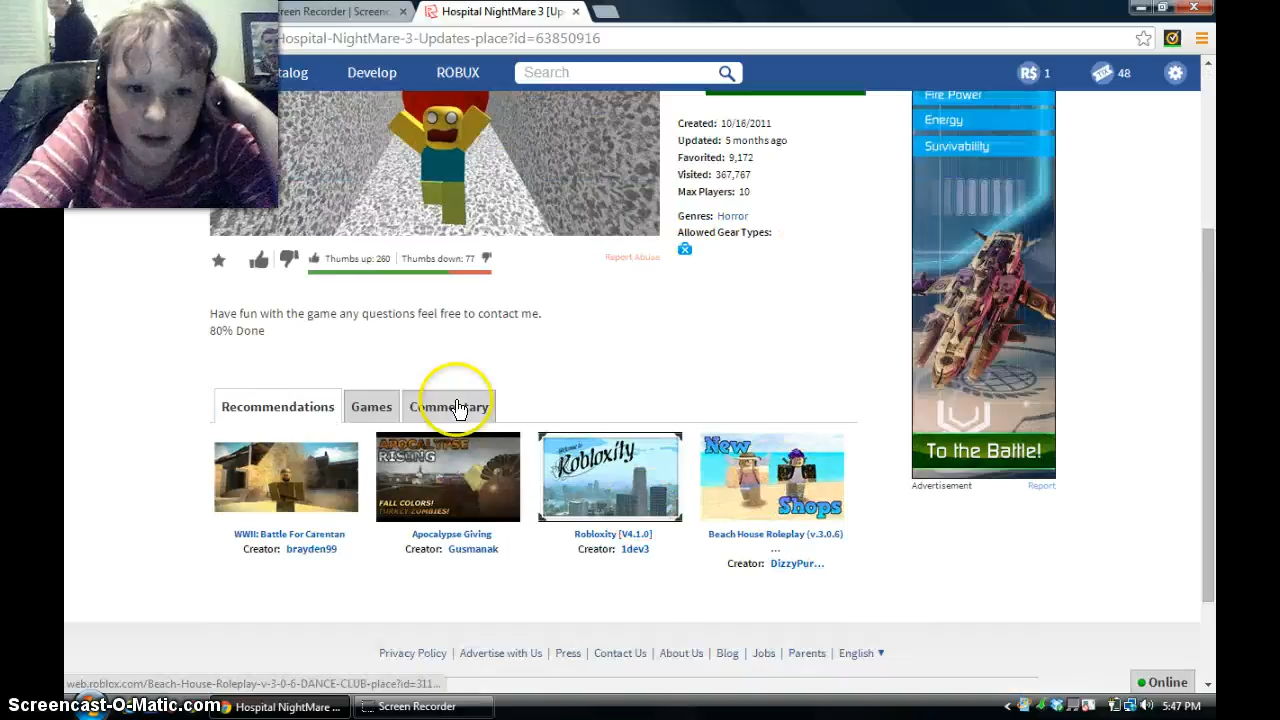 creen Recorder | Screenc
Hospital NightMare 3 [Up
Hospital-NightMare-3-Updates-place?id=63850916
talog
Develop
ROBUX
Search
R$ 1
48
Fire Power
Energy
Survivability
Created: 10/16/2011
Updated: 5 months ago
Favorited: 9,172
Visited: 367,767
Max Players: 10
Genres: Horror
Allowed Gear Types:
Thumbs up: 260 | Thumbs down: 77
Report Abuse
Have fun with the game any questions feel free to contact me.
80% Done
To the Battle!
Advertisement
Report
Recommendations
Games
Commentary
APOCALYPSE
RISING
FALL COLORS!
TURKEY ZOMBIES!
Welcome to
Robloxity
New
Shops
WWII: Battle For Carentan
Creator: brayden99
Apocalypse Giving
Creator: Gusmanak
Robloxity [V4.1.0]
Creator: 1dev3
Beach House Roleplay (v.3.0.6)
...
Creator: DizzyPur...
Privacy Policy | Advertise with Us | Press | Contact Us | About Us | Blog | Jobs | Parents | English ▼
web.roblox.com/Beach-House-Roleplay-v-3-0-6-DANCE-CLUB-place?id=311...
Online
Screencast-O-Matic.com
Hospital NightMare ...
Screen Recorder
5:47 PM